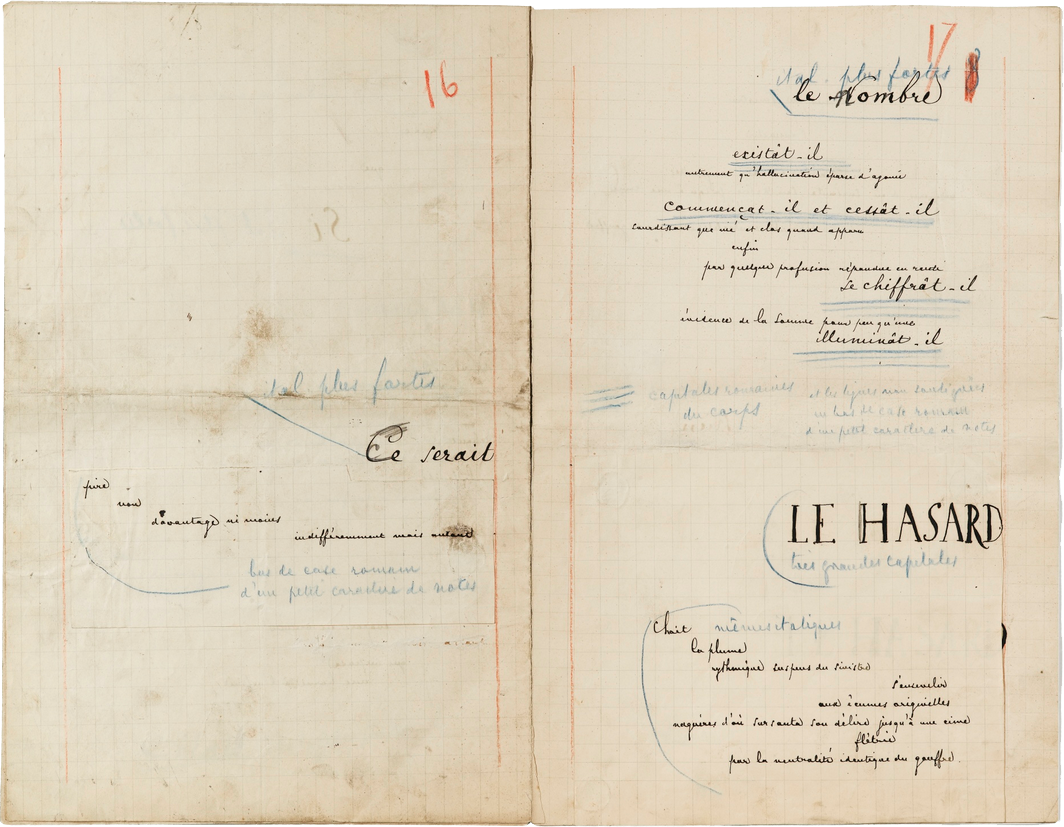 16
ital. plus fortes
Ce serait
pire
non
davantage ni moins
indifféremment mais autant
bas de casse romain
d'un petit caractère de notes
17
ital. plus fortes
le Nombre
existât-il
autrement qu'hallucination éparse d'agonie
commençât-il et cessât-il
sourdissant que nié et clos quand apparu
enfin
par quelque profusion répandue en rareté
se chiffrât-il
évidence de la somme pour peu qu'une
illuminât-il
capitales romaines
du corps
et les lignes non soulignées
en bas de casse romain
d'un petit caractère de notes
LE HASARD
très grandes capitales
Choit
mêmes italiques
la plume
rythmique suspens du sinistre
s'ensevelir
aux écumes originelles
naguères d'où sursauta son délire jusqu'à une cime
flétrie
par la neutralité identique du gouffre